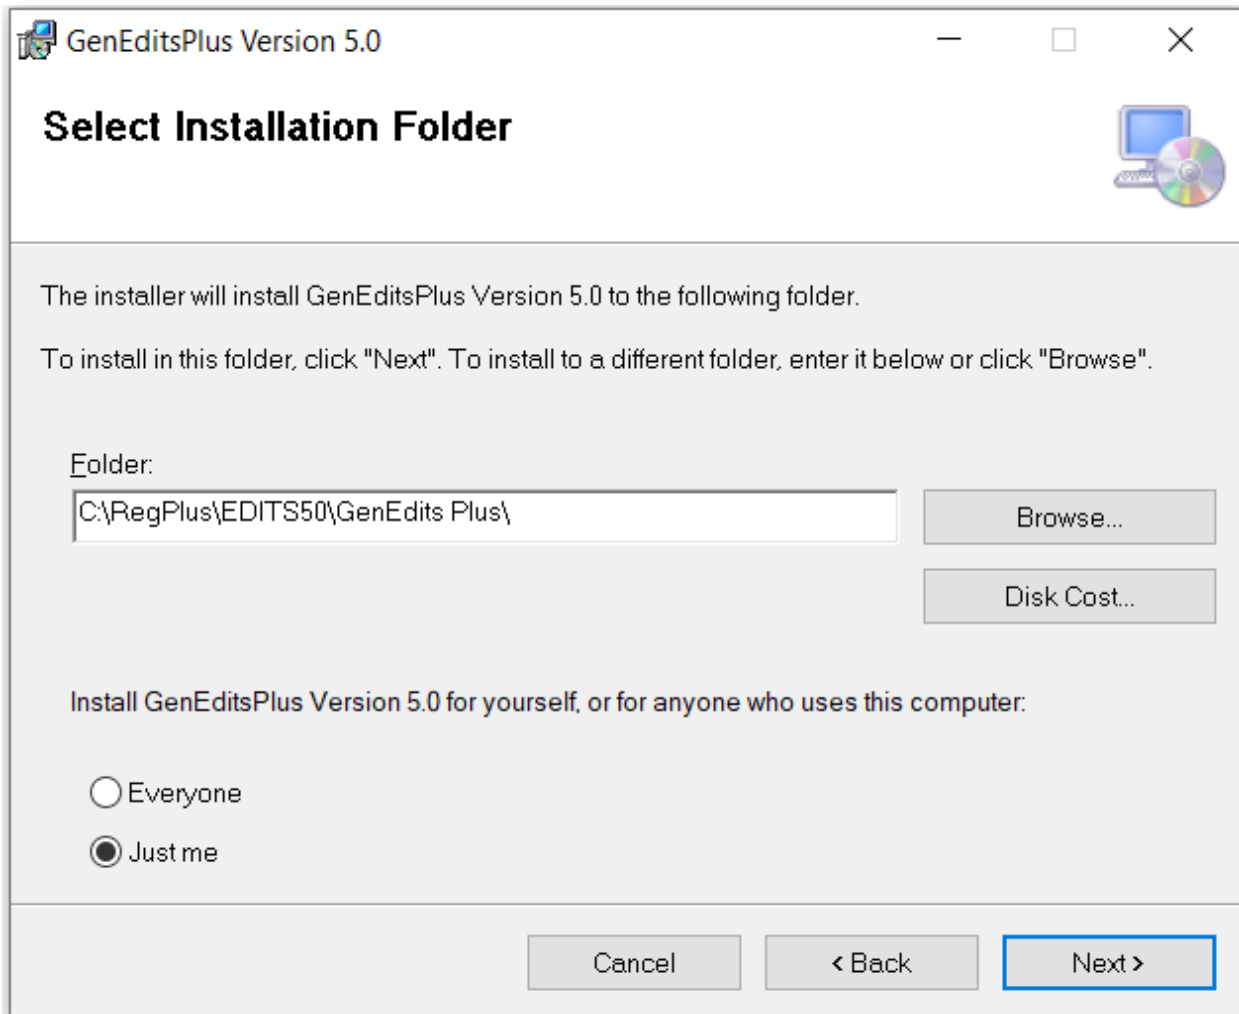 GenEditsPlus Version 5.0
Select Installation Folder
The installer will install GenEditsPlus Version 5.0 to the following folder.
To install in this folder, click "Next". To install to a different folder, enter it below or click "Browse".
Folder:
C:\RegPlus\EDITS50\GenEdits Plus\
Browse...
Disk Cost...
Install GenEditsPlus Version 5.0 for yourself, or for anyone who uses this computer:
Everyone
Just me
Cancel
< Back
Next >